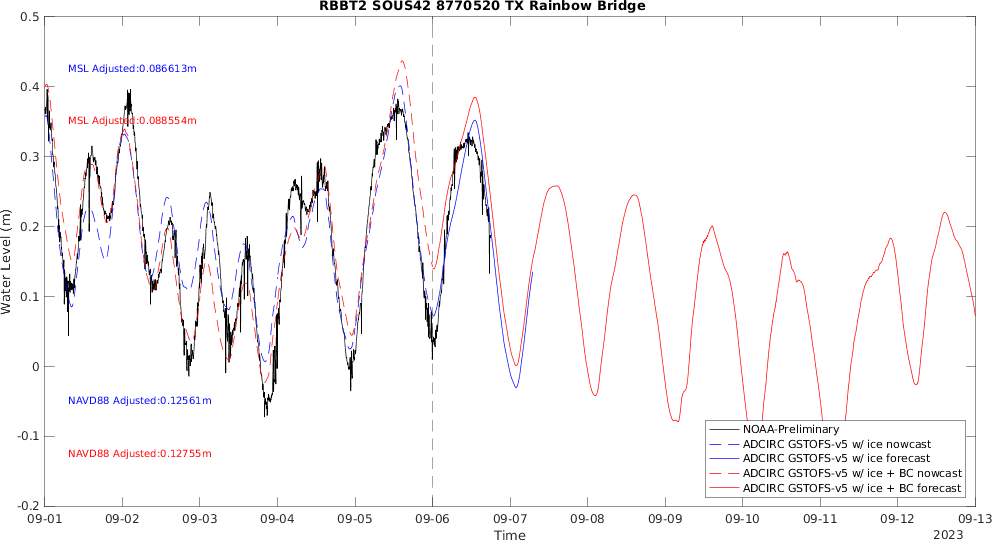 RBBT2 SOUS42 8770520 TX Rainbow Bridge
0.5
0.4
0.3
0.2
0.1
0
-0.1
-0.2
Water Level (m)
MSL Adjusted:0.086613m
MSL Adjusted:0.088554m
NAVD88 Adjusted:0.12561m
NAVD88 Adjusted:0.12755m
NOAA-Preliminary
ADCIRC GSTOFS-v5 w/ ice nowcast
ADCIRC GSTOFS-v5 w/ ice forecast
ADCIRC GSTOFS-v5 w/ ice + BC nowcast
ADCIRC GSTOFS-v5 w/ ice + BC forecast
09-01 09-02 09-03 09-04 09-05 09-06 09-07 09-08 09-09 09-10 09-11 09-12 09-13
Time
2023